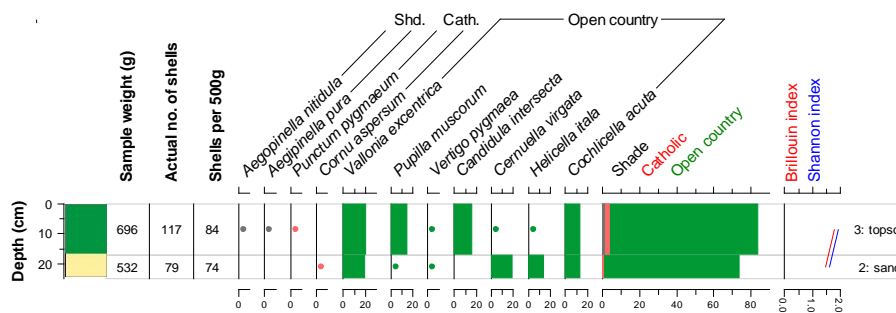 Shd. Cath. Open country
Depth (cm)
Sample weight (g)
Actual no. of shells
Shells per 500g
Aegopinella nitidula
Aegipinella pura
Punctum pygmaeum
Cornu aspersum
Vallonia excentrica
Pupilla muscorum
Vertigo pygmaea
Candidula intersecta
Cernuella virgata
Helicella itala
Cochlicella acuta
Shade
Catholic
Open country
Brillouin index
Shannon index
0
10
20
696 117 84
532 79 74
3: topso
2: sand
0 0 0 0 0 20 0 20 0 0 20 0 20 0 20 0 20 0 20 40 60 80 0.0 1.0 2.0